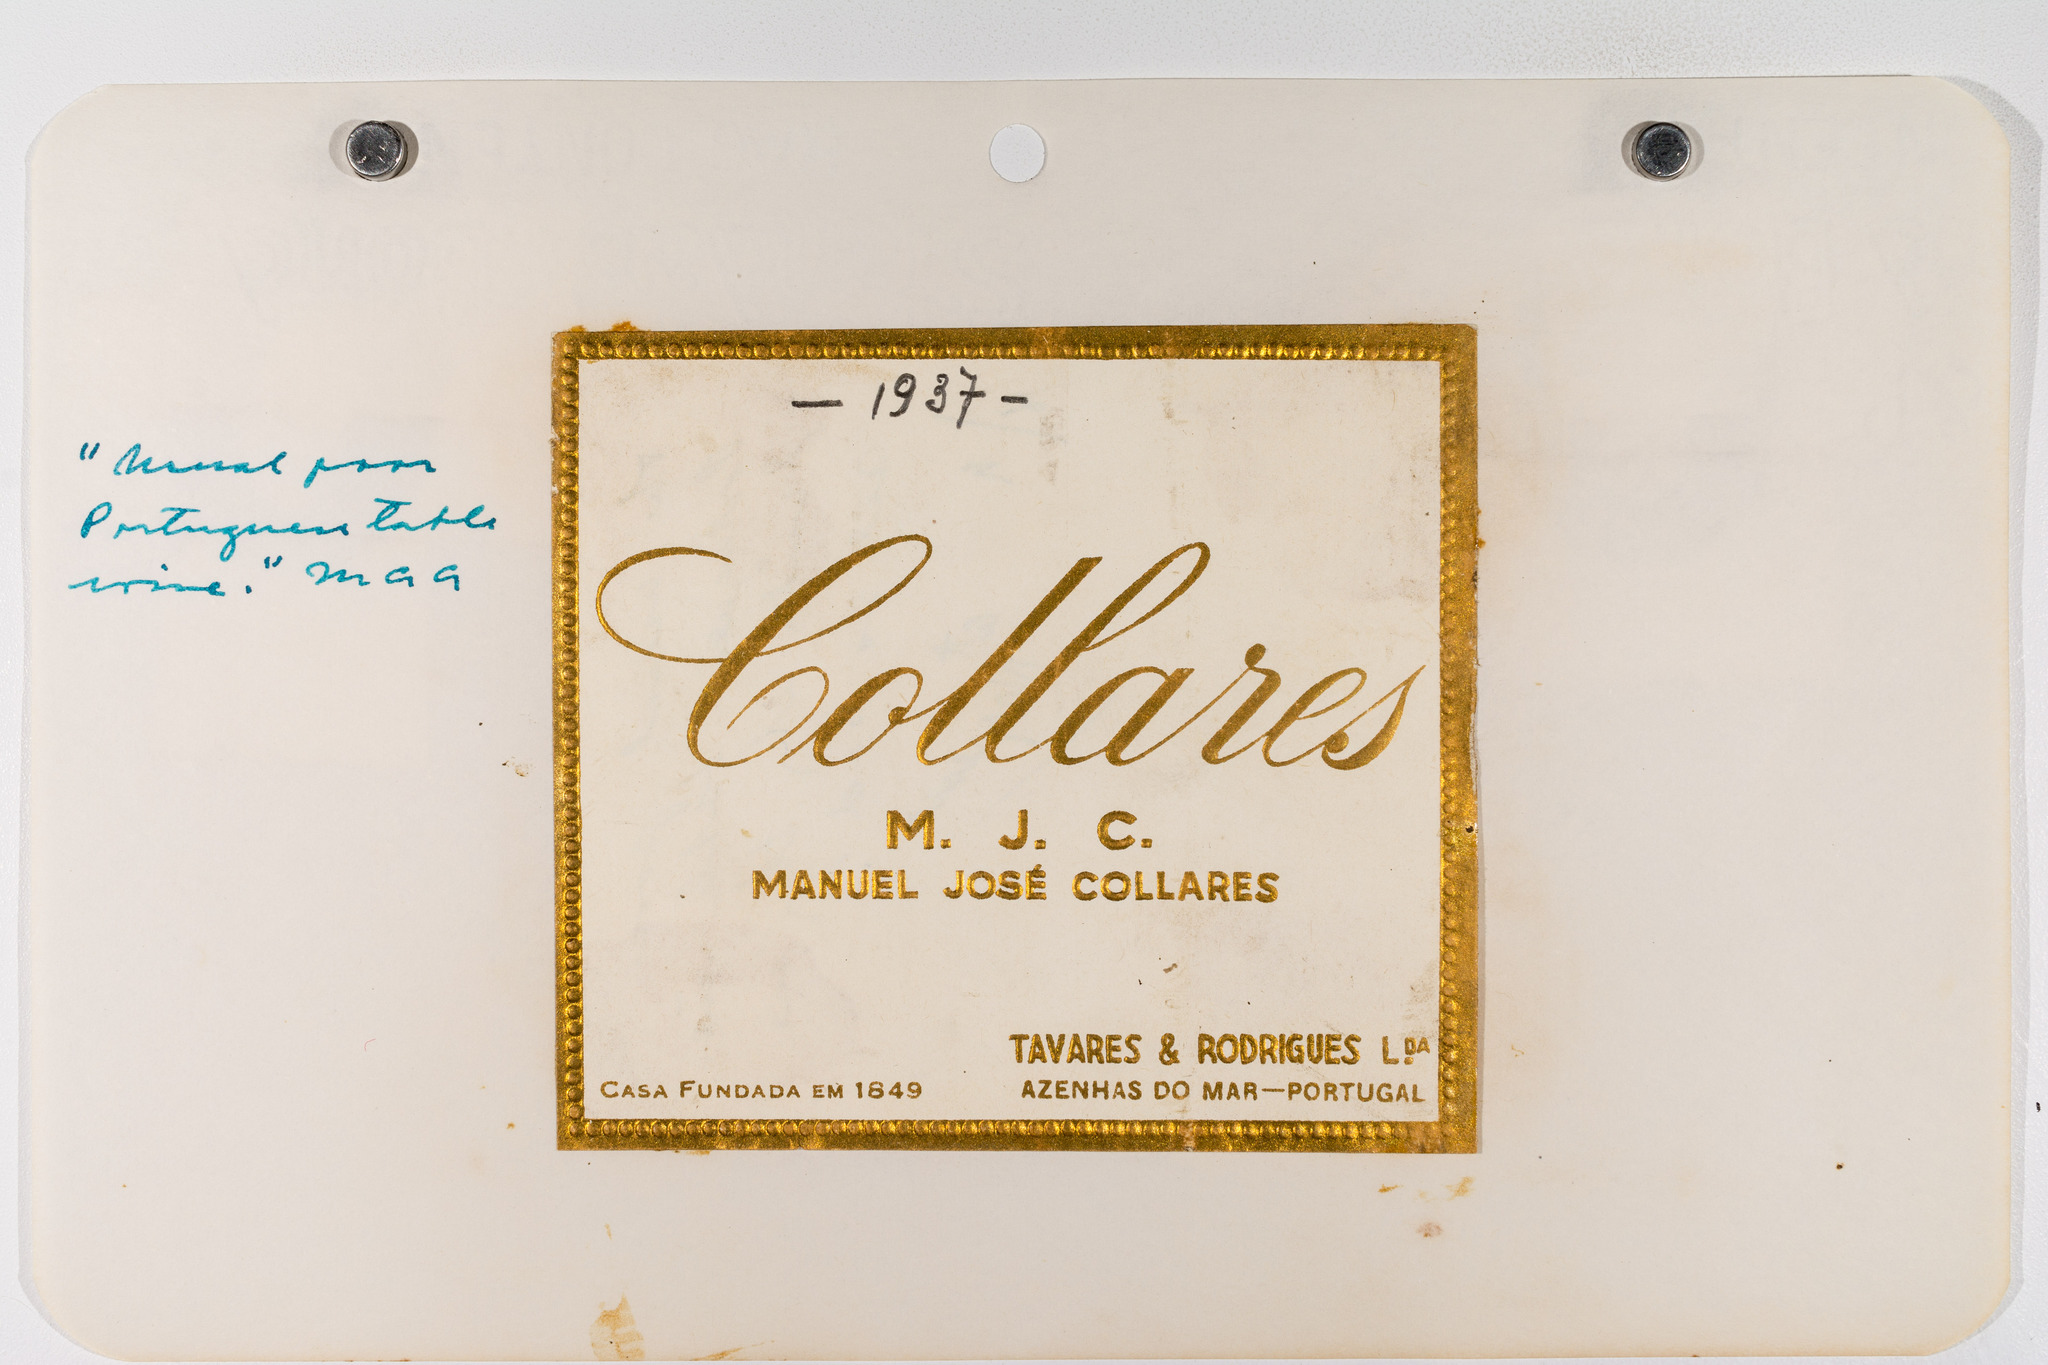 — 1937 —
"Usual poor
Portuguese table
wine." MAA
Collares
M. J. C.
MANUEL JOSÉ COLLARES
TAVARES & RODRIGUES L.DA
CASA FUNDADA EM 1849
AZENHAS DO MAR—PORTUGAL